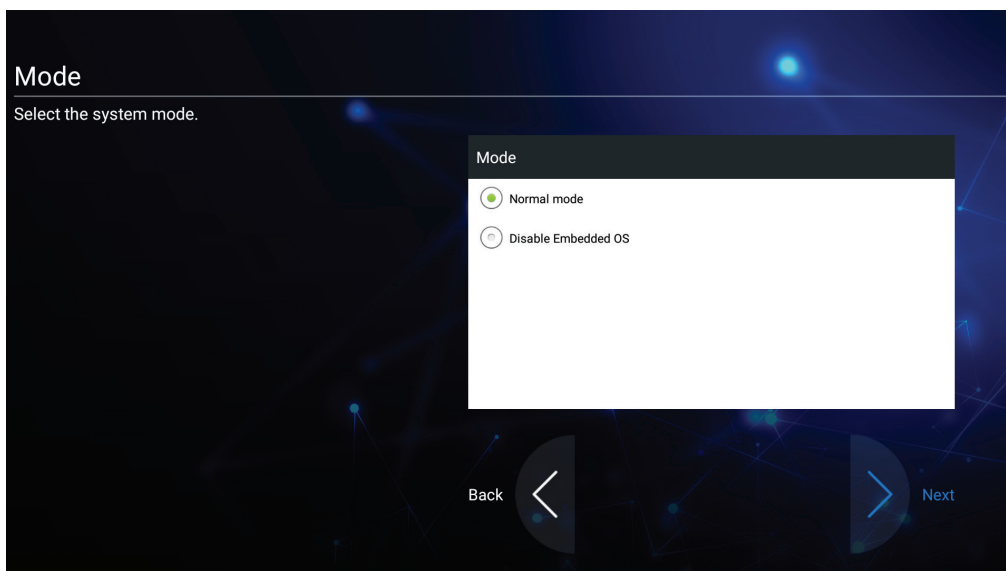 Mode
Select the system mode.
Mode
Normal mode
Disable Embedded OS
Back
Next